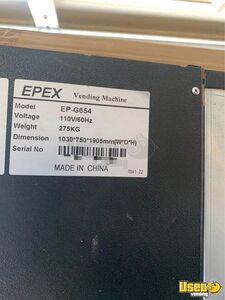 EPEX Vending Machine
Model EP-G654
Voltage 110V/60Hz
Weight 275KG
Dimension 1030*750*1905mm(W*D*H)
Serial No
MADE IN CHINA
Used
vending